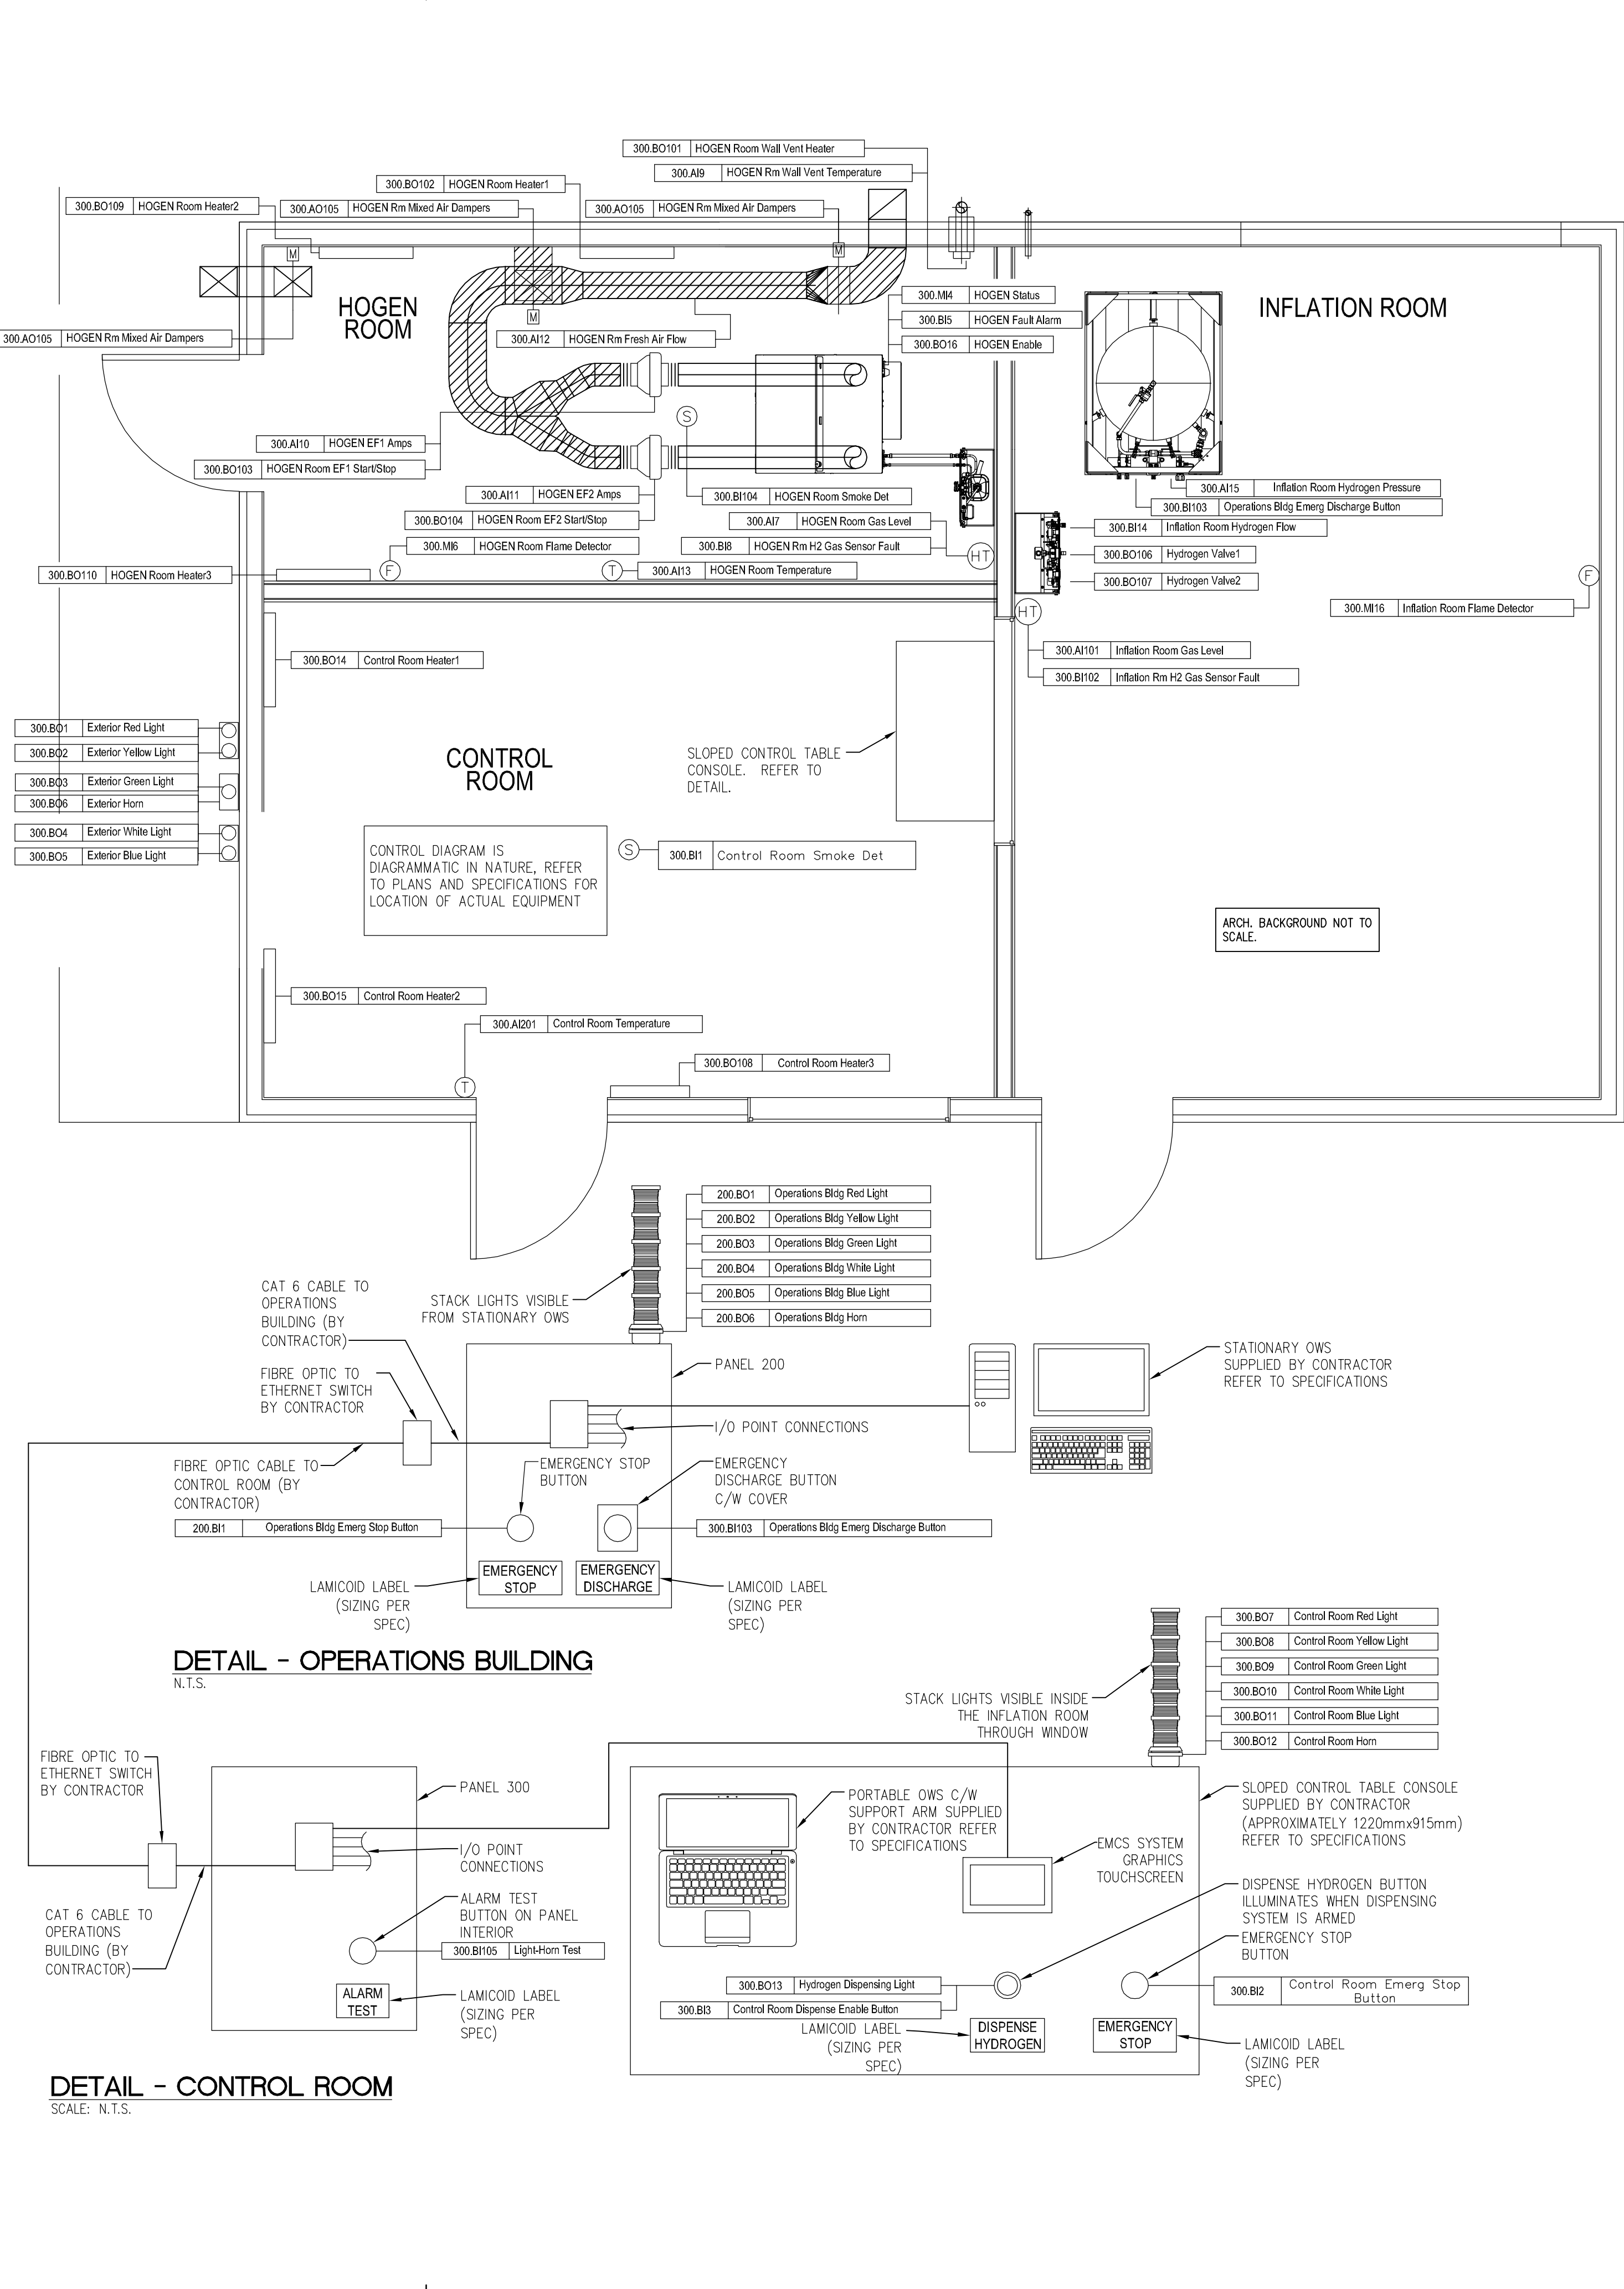 300.BO101 HOGEN Room Wall Vent Heater
300.AI9 HOGEN Rm Wall Vent Temperature
300.BO102 HOGEN Room Heater1
300.BO109 HOGEN Room Heater2
300.AO105 HOGEN Rm Mixed Air Dampers
300.AO105 HOGEN Rm Mixed Air Dampers
M
M
HOGEN
ROOM
M
300.MI4 HOGEN Status
300.BI5 HOGEN Fault Alarm
300.BO16 HOGEN Enable
INFLATION ROOM
300.AO105 HOGEN Rm Mixed Air Dampers
300.AI12 HOGEN Rm Fresh Air Flow
S
300.AI10 HOGEN EF1 Amps
300.BO103 HOGEN Room EF1 Start/Stop
300.AI11 HOGEN EF2 Amps
300.BO104 HOGEN Room EF2 Start/Stop
300.MI6 HOGEN Room Flame Detector
300.BI104 HOGEN Room Smoke Det
300.AI7 HOGEN Room Gas Level
300.BI8 HOGEN Rm H2 Gas Sensor Fault
HT
300.AI15 Inflation Room Hydrogen Pressure
300.BI103 Operations Bldg Emerg Discharge Button
300.BI14 Inflation Room Hydrogen Flow
300.BO106 Hydrogen Valve1
300.BO107 Hydrogen Valve2
300.BO110 HOGEN Room Heater3
F
T
300.AI13 HOGEN Room Temperature
F
300.MI16 Inflation Room Flame Detector
HT
300.AI101 Inflation Room Gas Level
300.BI102 Inflation Rm H2 Gas Sensor Fault
300.BO14 Control Room Heater1
300.BO1 Exterior Red Light
300.BO2 Exterior Yellow Light
300.BO3 Exterior Green Light
300.BO6 Exterior Horn
300.BO4 Exterior White Light
300.BO5 Exterior Blue Light
CONTROL
ROOM
SLOPED CONTROL TABLE
CONSOLE. REFER TO
DETAIL.
CONTROL DIAGRAM IS
DIAGRAMMATIC IN NATURE, REFER
TO PLANS AND SPECIFICATIONS FOR
LOCATION OF ACTUAL EQUIPMENT
S
300.BI1 Control Room Smoke Det
ARCH. BACKGROUND NOT TO
SCALE.
300.BO15 Control Room Heater2
300.AI201 Control Room Temperature
T
300.BO108 Control Room Heater3
200.BO1 Operations Bldg Red Light
200.BO2 Operations Bldg Yellow Light
200.BO3 Operations Bldg Green Light
200.BO4 Operations Bldg White Light
200.BO5 Operations Bldg Blue Light
200.BO6 Operations Bldg Horn
STACK LIGHTS VISIBLE
FROM STATIONARY OWS
CAT 6 CABLE TO
OPERATIONS
BUILDING (BY
CONTRACTOR)
FIBRE OPTIC TO
ETHERNET SWITCH
BY CONTRACTOR
PANEL 200
STATIONARY OWS
SUPPLIED BY CONTRACTOR
REFER TO SPECIFICATIONS
I/O POINT CONNECTIONS
FIBRE OPTIC CABLE TO
CONTROL ROOM (BY
CONTRACTOR)
EMERGENCY STOP
BUTTON
EMERGENCY
DISCHARGE BUTTON
C/W COVER
200.BI1 Operations Bldg Emerg Stop Button
300.BI103 Operations Bldg Emerg Discharge Button
EMERGENCY
STOP
EMERGENCY
DISCHARGE
LAMICOID LABEL
(SIZING PER
SPEC)
LAMICOID LABEL
(SIZING PER
SPEC)
DETAIL - OPERATIONS BUILDING
N.T.S.
300.BO7 Control Room Red Light
300.BO8 Control Room Yellow Light
300.BO9 Control Room Green Light
300.BO10 Control Room White Light
300.BO11 Control Room Blue Light
300.BO12 Control Room Horn
STACK LIGHTS VISIBLE INSIDE
THE INFLATION ROOM
THROUGH WINDOW
FIBRE OPTIC TO
ETHERNET SWITCH
BY CONTRACTOR
PANEL 300
PORTABLE OWS C/W
SUPPORT ARM SUPPLIED
BY CONTRACTOR REFER
TO SPECIFICATIONS
SLOPED CONTROL TABLE CONSOLE
SUPPLIED BY CONTRACTOR
(APPROXIMATELY 1220mmx915mm)
REFER TO SPECIFICATIONS
I/O POINT
CONNECTIONS
EMCS SYSTEM
GRAPHICS
TOUCHSCREEN
ALARM TEST
BUTTON ON PANEL
INTERIOR
DISPENSE HYDROGEN BUTTON
ILLUMINATES WHEN DISPENSING
SYSTEM IS ARMED
EMERGENCY STOP
BUTTON
CAT 6 CABLE TO
OPERATIONS
BUILDING (BY
CONTRACTOR)
300.BI105 Light-Horn Test
300.BO13 Hydrogen Dispensing Light
300.BI3 Control Room Dispense Enable Button
300.BI2 Control Room Emerg Stop
Button
ALARM
TEST
LAMICOID LABEL
(SIZING PER
SPEC)
LAMICOID LABEL
(SIZING PER
SPEC)
DISPENSE
HYDROGEN
EMERGENCY
STOP
LAMICOID LABEL
(SIZING PER
SPEC)
DETAIL - CONTROL ROOM
SCALE: N.T.S.